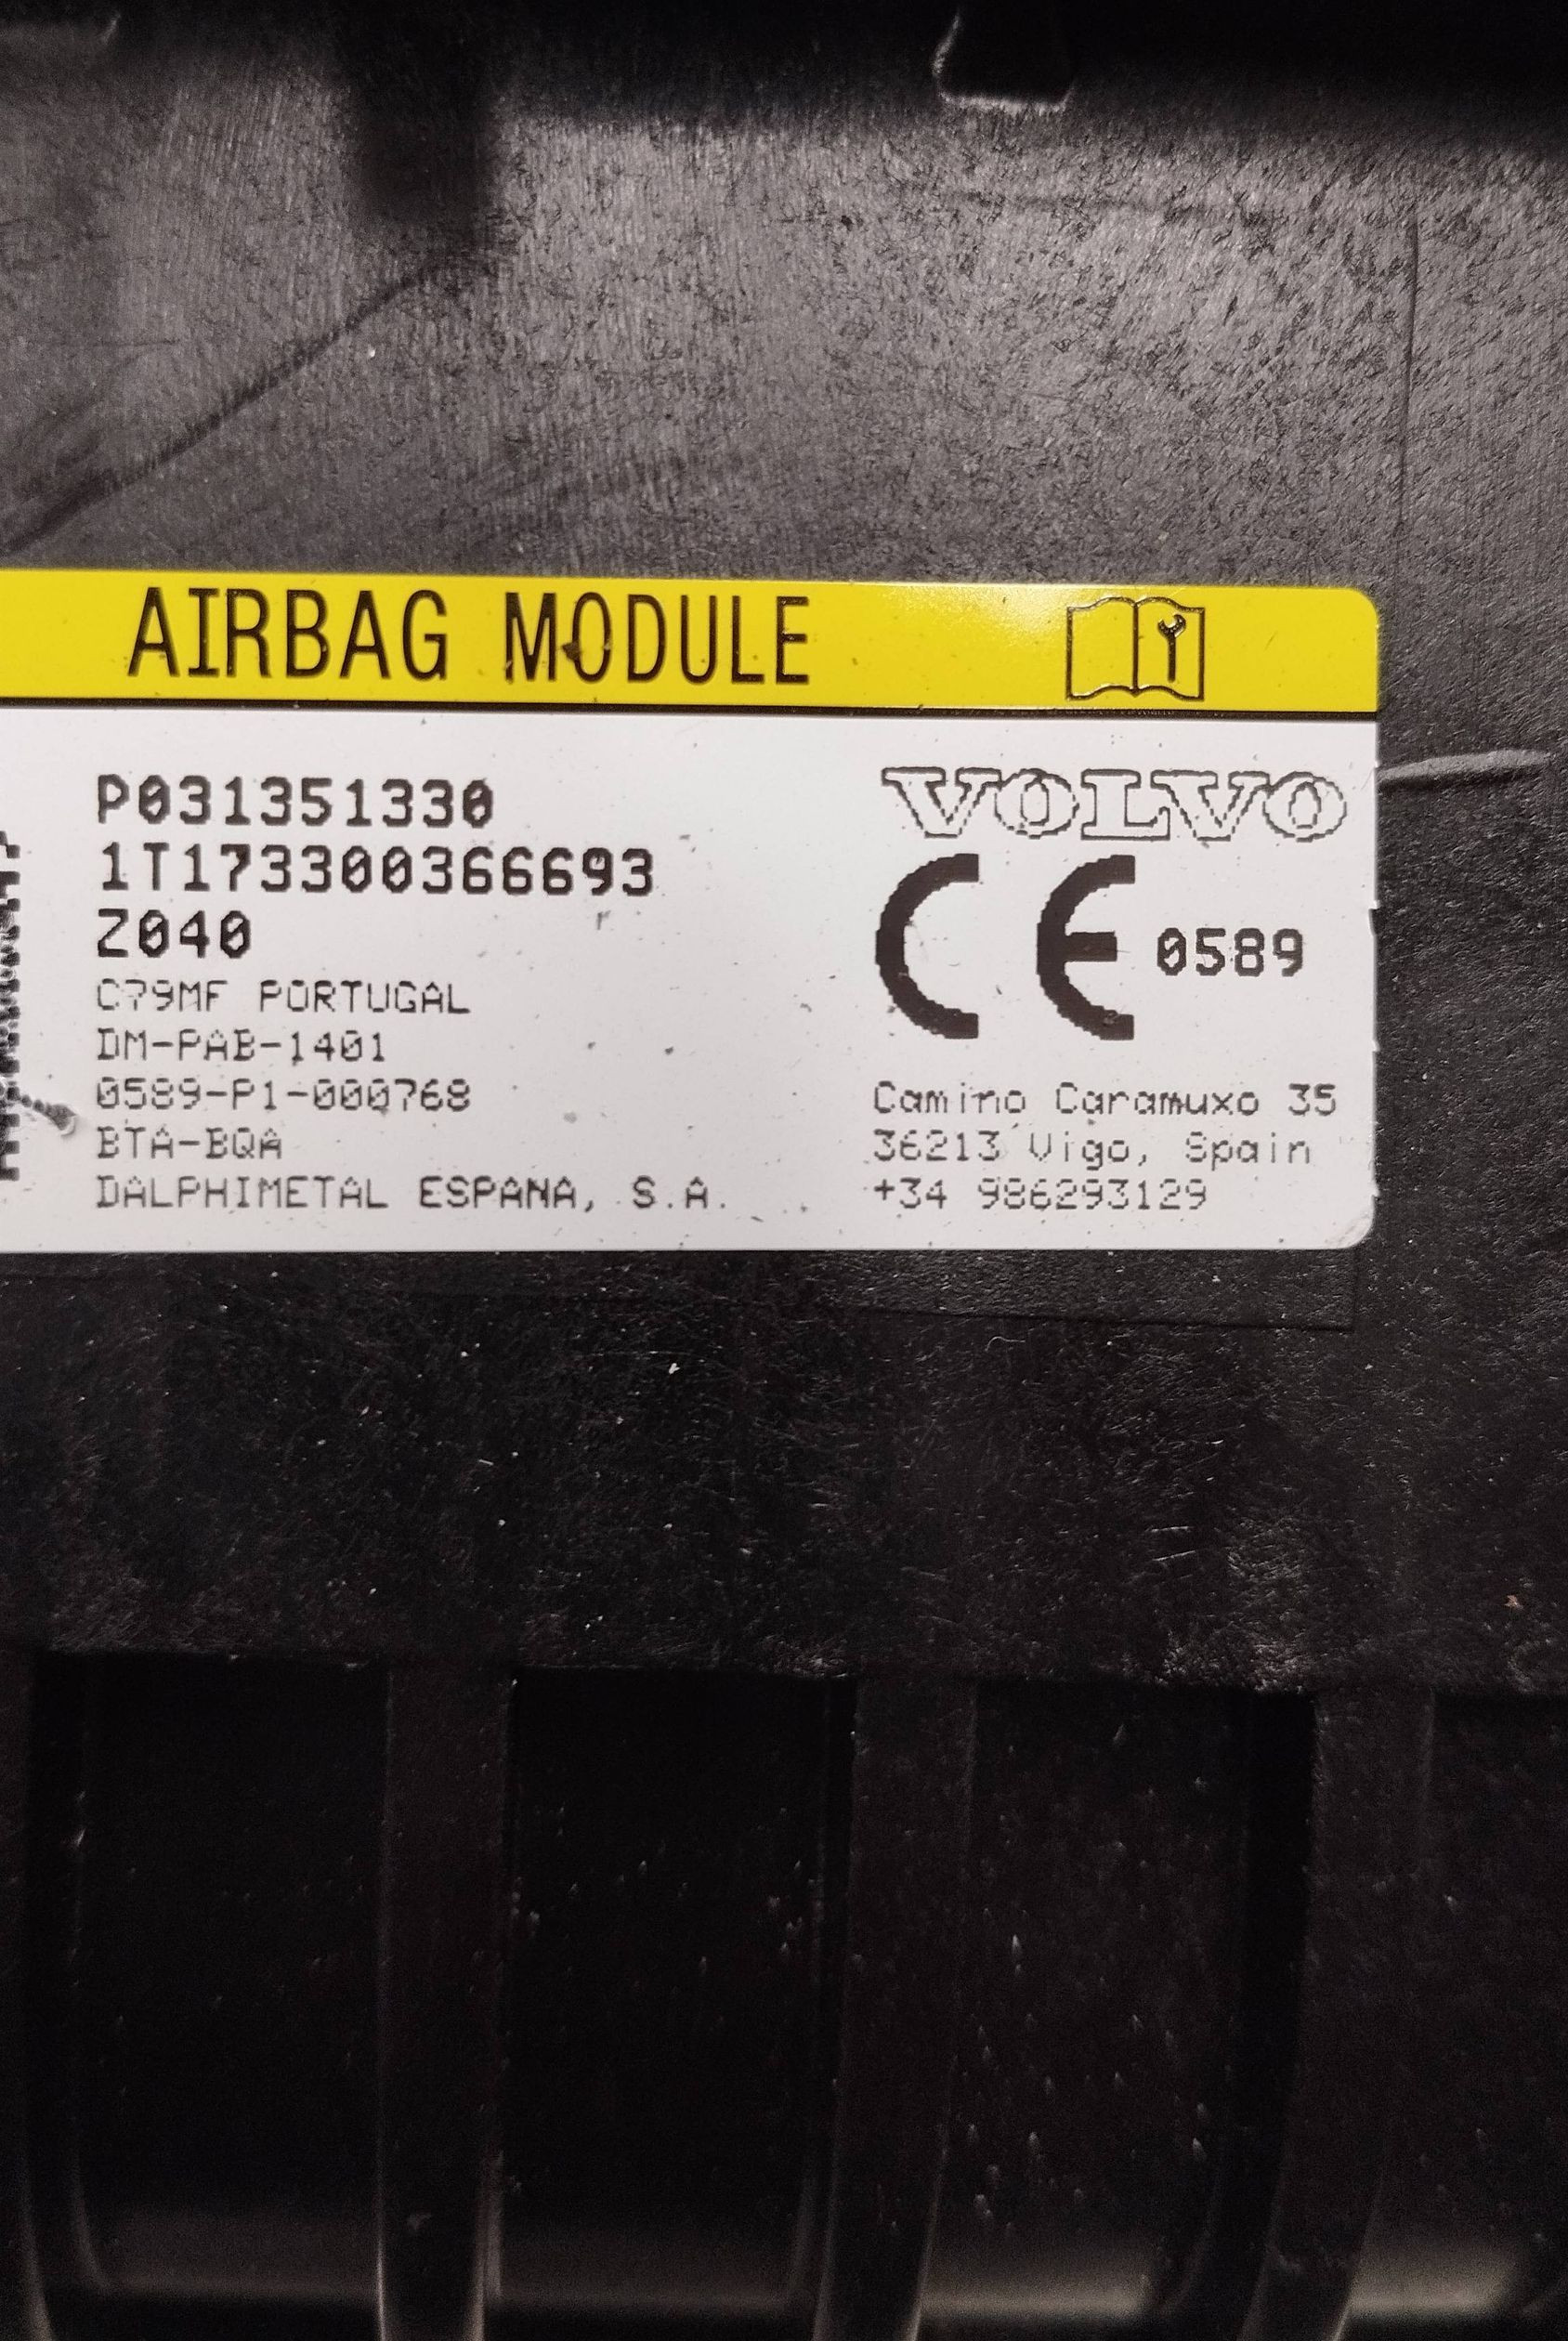 AIRBAG MODULE
P031351330
1T173300366693
Z040
C79MF PORTUGAL
DM-PAB-1401
0589-P1-000768
BTA-BQA
DALPHIMETAL ESPANA, S.A.
VOLVO
CE 0589
Camino Caramuxo 35
36213 Vigo, Spain
+34 986293129